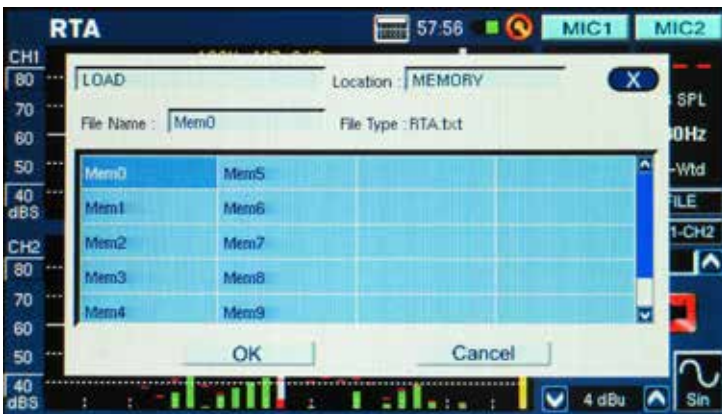 RTA 57:56 MIC1 MIC2
CH1
LOAD Location : MEMORY X
80
SPL
70
File Name : Mem0 File Type :RTA.txt
60
50 Mem0 Mem5 -Wtd
40
dBS Mem1 Mem6
1-CH2
CH2 Mem2 Mem7
80
Mem3 Mem8
70
Mem4 Mem9
60
50 OK Cancel
40
dBS 4 dBu Sin